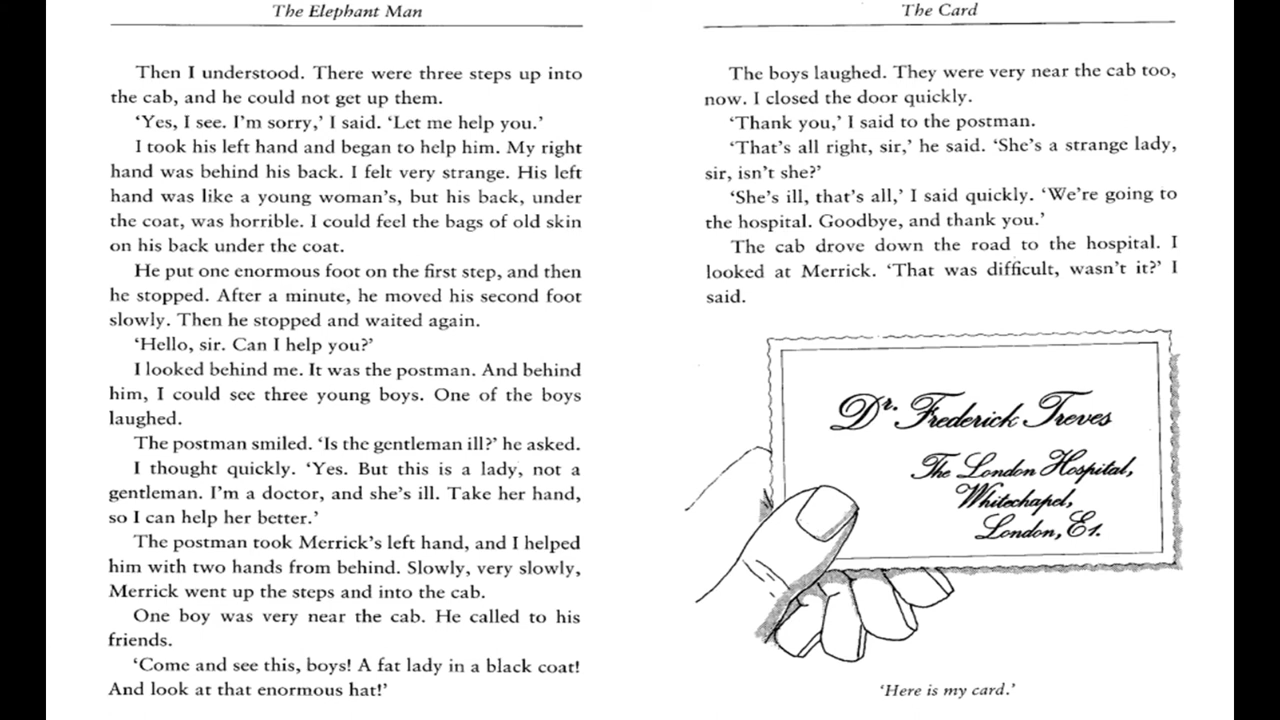 The Elephant Man
Then I understood. There were three steps up into
the cab, and he could not get up them.
‘Yes, I see. I'm sorry,’ I said. ‘Let me help you.’
I took his left hand and began to help him. My right
hand was behind his back. I felt very strange. His left
hand was like a young woman's, but his back, under
the coat, was horrible. I could feel the bags of old skin
on his back under the coat.
He put one enormous foot on the first step, and then
he stopped. After a minute, he moved his second foot
slowly. Then he stopped and waited again.
‘Hello, sir. Can I help you?’
I looked behind me. It was the postman. And behind
him, I could see three young boys. One of the boys
laughed.
The postman smiled. ‘Is the gentleman ill?’ he asked.
I thought quickly. ‘Yes. But this is a lady, not a
gentleman. I'm a doctor, and she's ill. Take her hand,
so I can help her better.’
The postman took Merrick's left hand, and I helped
him with two hands from behind. Slowly, very slowly,
Merrick went up the steps and into the cab.
One boy was very near the cab. He called to his
friends.
‘Come and see this, boys! A fat lady in a black coat!
And look at that enormous hat!’
The Card
The boys laughed. They were very near the cab too,
now. I closed the door quickly.
‘Thank you,’ I said to the postman.
‘That's all right, sir,’ he said. ‘She's a strange lady,
sir, isn't she?’
‘She's ill, that's all,’ I said quickly. ‘We're going to
the hospital. Goodbye, and thank you.’
The cab drove down the road to the hospital. I
looked at Merrick. ‘That was difficult, wasn't it?’ I
said.
Dr. Frederick Treves
The London Hospital,
Whitechapel,
London, E1.
‘Here is my card.’